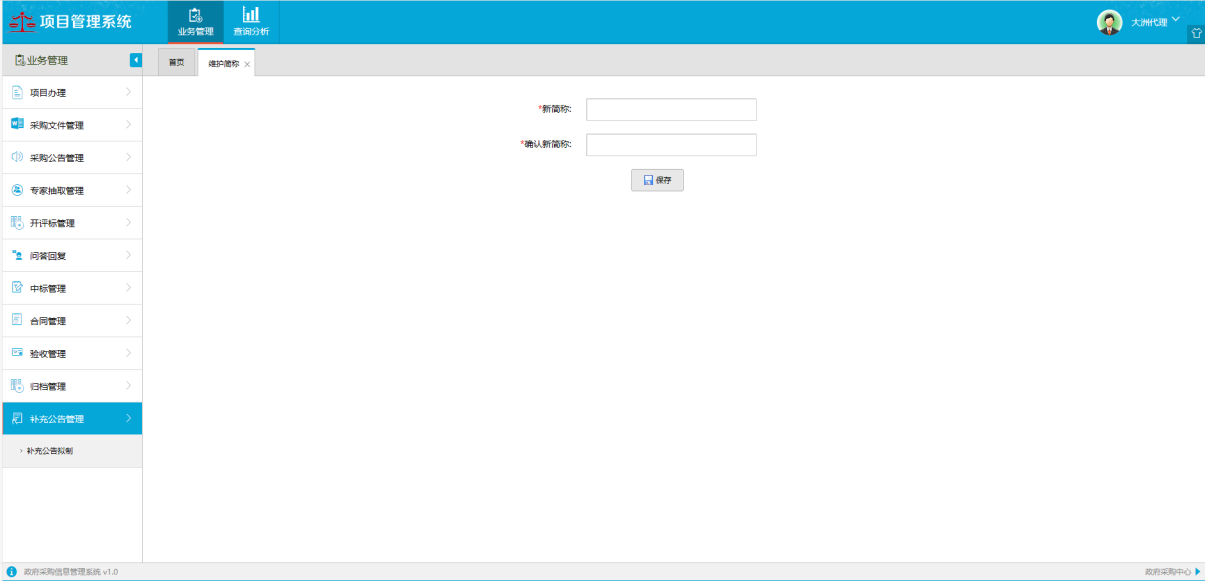 项目管理系统
业务管理
查询分析
大洲代理
业务管理
首页
维护简称
项目办理
采购文件管理
采购公告管理
专家抽取管理
开评标管理
问答回复
中标管理
合同管理
验收管理
归档管理
补充公告管理
补充公告拟制
*新简称:
*确认新简称:
保存
政府采购信息管理系统 v1.0
政府采购中心